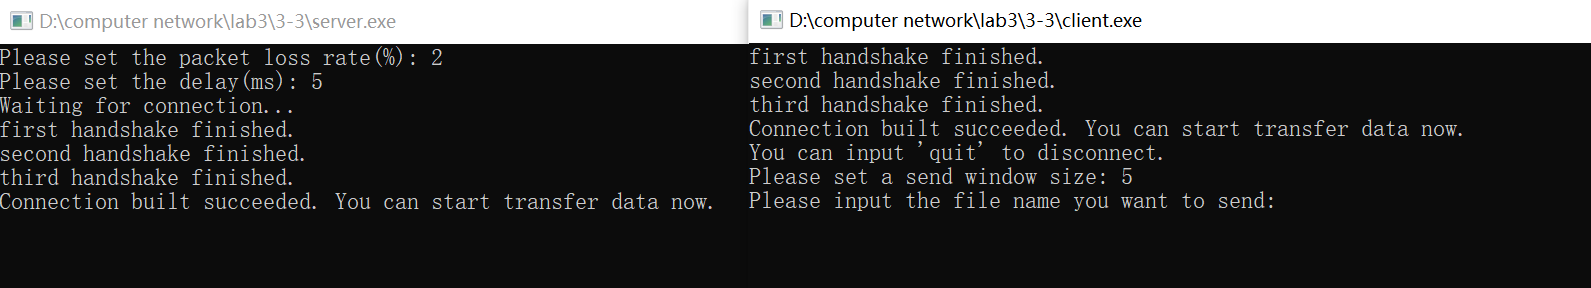 D:\computer network\lab3\3-3\server.exe
Please set the packet loss rate(%): 2
Please set the delay(ms): 5
Waiting for connection...
first handshake finished.
second handshake finished.
third handshake finished.
Connection built succeeded. You can start transfer data now.
D:\computer network\lab3\3-3\client.exe
first handshake finished.
second handshake finished.
third handshake finished.
Connection built succeeded. You can start transfer data now.
You can input 'quit' to disconnect.
Please set a send window size: 5
Please input the file name you want to send: